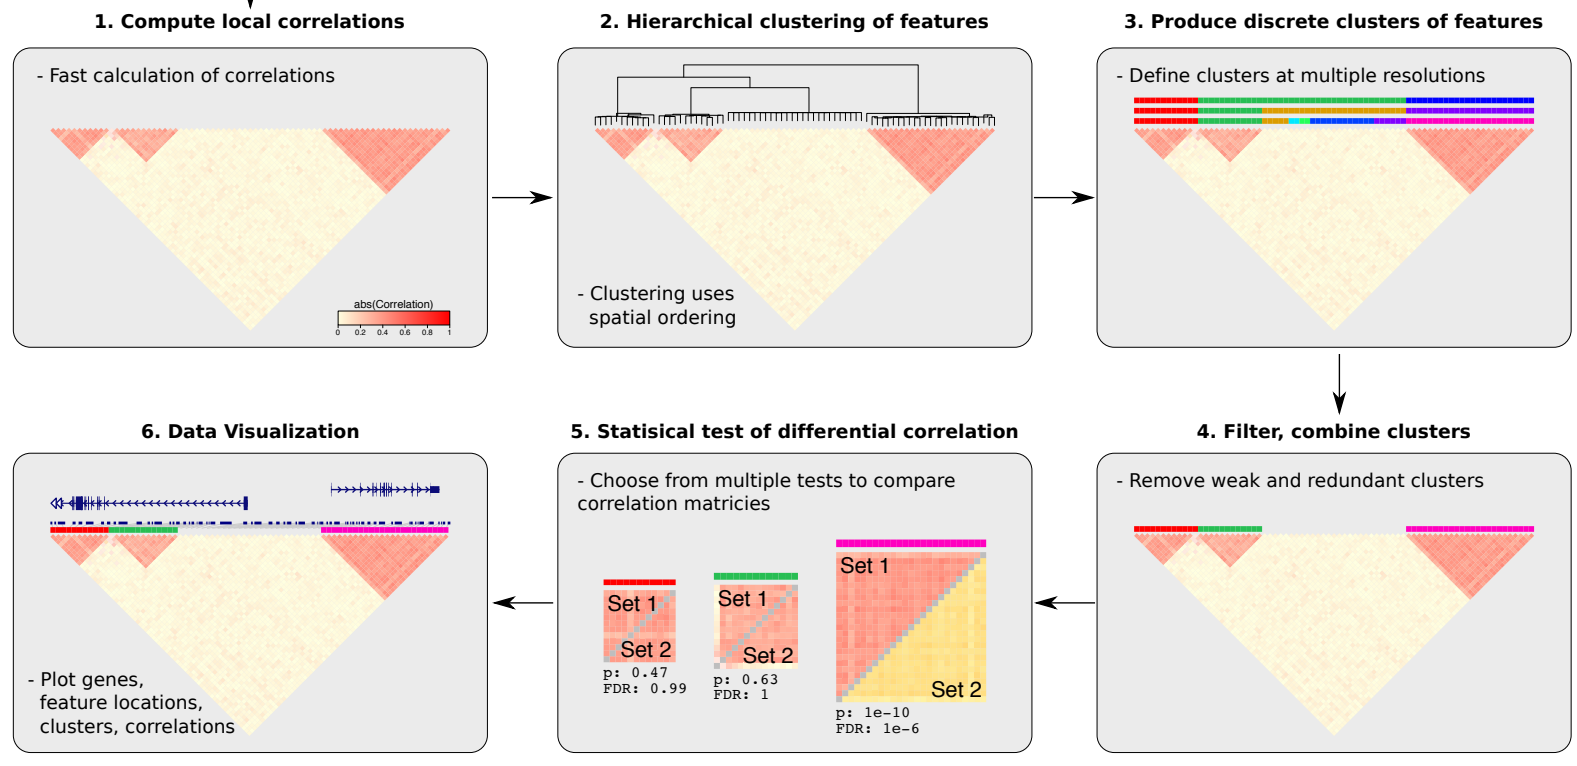 1. Compute local correlations
- Fast calculation of correlations
abs(Correlation)
0 0.2 0.4 0.6 0.8 1
2. Hierarchical clustering of features
- Clustering uses
spatial ordering
3. Produce discrete clusters of features
- Define clusters at multiple resolutions
6. Data Visualization
- Plot genes,
feature locations,
clusters, correlations
5. Statisical test of differential correlation
- Choose from multiple tests to compare
correlation matricies
Set 1
Set 2
p: 0.47
FDR: 0.99
Set 1
Set 2
p: 0.63
FDR: 1
Set 1
Set 2
p: 1e-10
FDR: 1e-6
4. Filter, combine clusters
- Remove weak and redundant clusters